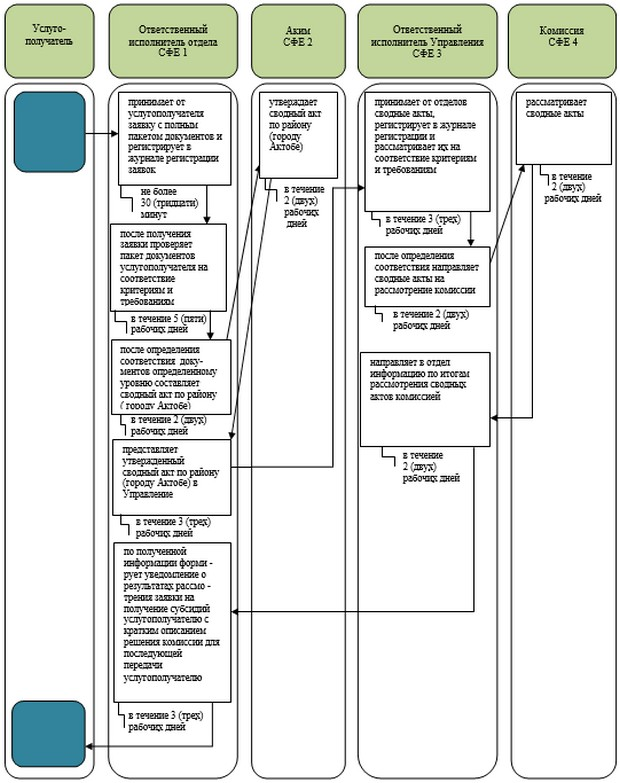 Услуго-
получатель
Ответственный
исполнитель отдела
СФЕ 1
Аким
СФЕ 2
Ответственный
исполнитель Управления
СФЕ 3
Комиссия
СФЕ 4
принимает от
услугополучателя
заявку с полным
пакетом документов и
регистрирует в
журнале регистрации
заявок
не более
30 (тридцати)
минут
после получения
заявки проверяет
пакет документов
услугополучателя на
соответствие
критериям и
требованиям
в течение 5 (пяти)
рабочих дней
после определения
соответствия доку-
ментов определенному
уровню составляет
сводный акт по району
( городу Актобе)
в течение 2 (двух)
рабочих дней
представляет
утвержденный
сводный акт по району
(городу Актобе) в
Управление
в течение 3 (трех)
рабочих дней
по полученной
информации форми -
рует уведомление о
результатах рассмо -
трения заявки на
получение субсидий
услугополучателю с
кратким описанием
решения комиссии для
последующей
передачи
услугополучателю
в течение 3 (трех)
рабочих дней
утверждает
сводный акт
по району
(городу
Актобе)
в течение
2 (двух)
рабочих
дней
принимает от отделов
сводные акты,
регистрирует в журнале
регистрации и
рассматривает их на
соответствие критериям
и требованиям
в течение 3 (трех)
рабочих дней
после определения
соответствия направляет
сводные акты на
рассмотрение комиссии
в течение 2 (двух)
рабочих дней
направляет в отдел
информацию по итогам
рассмотрения сводных
актов комиссией
в течение
2 (двух)
рабочих дней
рассматривает
сводные акты
в течение
2 (двух)
рабочих дней